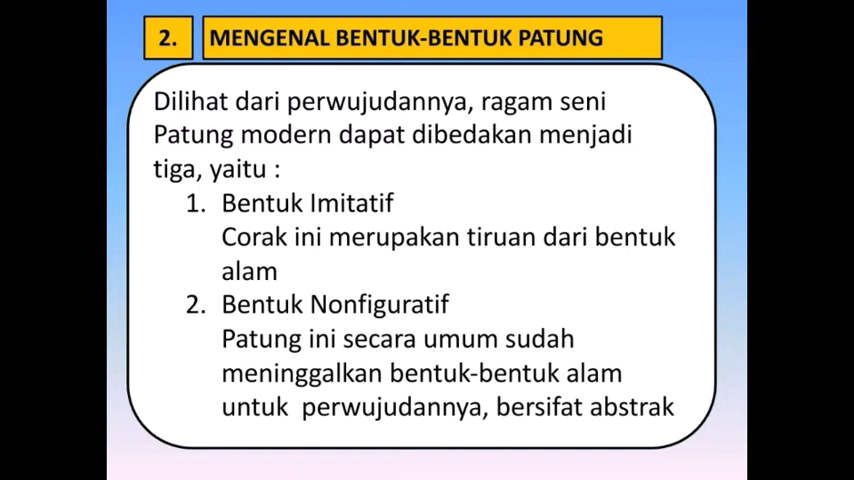 2. MENGENAL BENTUK-BENTUK PATUNG
Dilihat dari perwujudannya, ragam seni
Patung modern dapat dibedakan menjadi
tiga, yaitu :
1. Bentuk Imitatif
Corak ini merupakan tiruan dari bentuk
alam
2. Bentuk Nonfiguratif
Patung ini secara umum sudah
meninggalkan bentuk-bentuk alam
untuk perwujudannya, bersifat abstrak